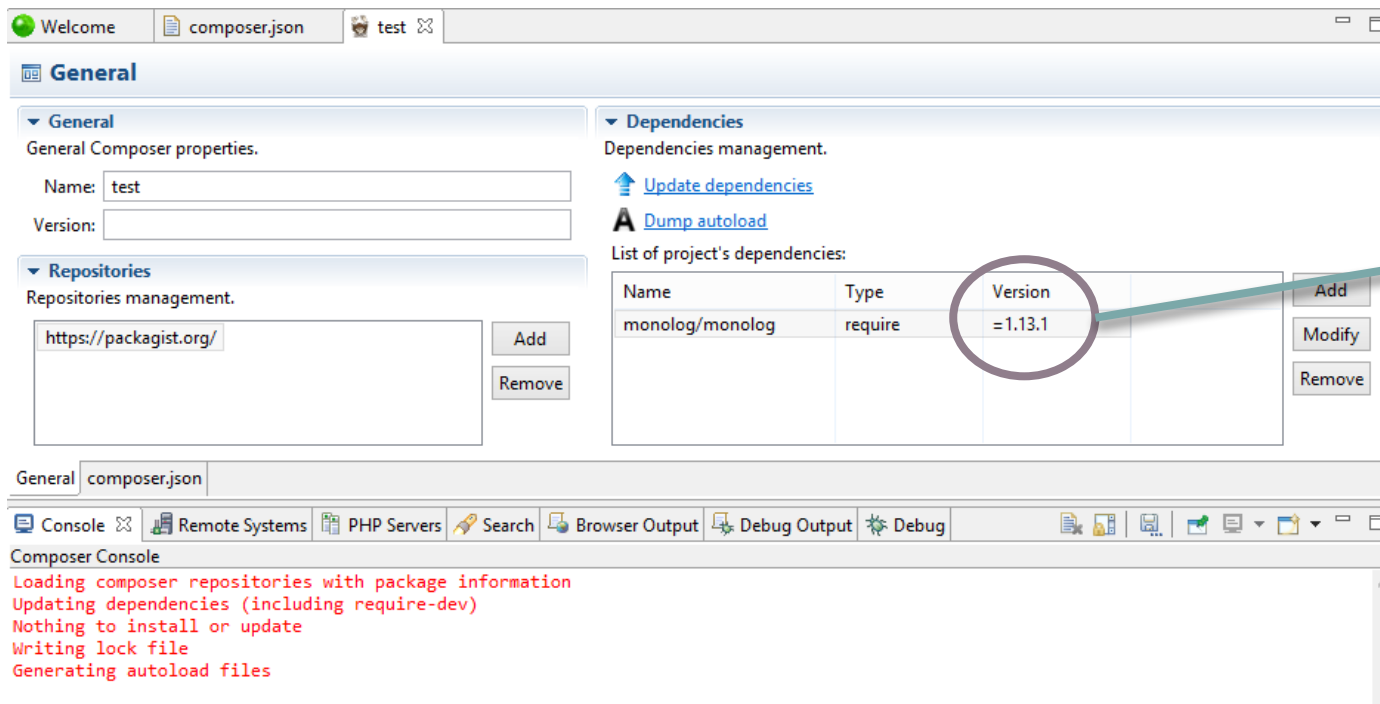 Welcome composer.json test
General
General
General Composer properties.
Name: test
Version:
Repositories
Repositories management.
https://packagist.org/
Add
Remove
Dependencies
Dependencies management.
Update dependencies
A Dump autoload
List of project's dependencies:
Name Type Version
monolog/monolog require =1.13.1
Add
Modify
Remove
General composer.json
Console Remote Systems PHP Servers Search Browser Output Debug Output Debug
Composer Console
Loading composer repositories with package information
Updating dependencies (including require-dev)
Nothing to install or update
Writing lock file
Generating autoload files